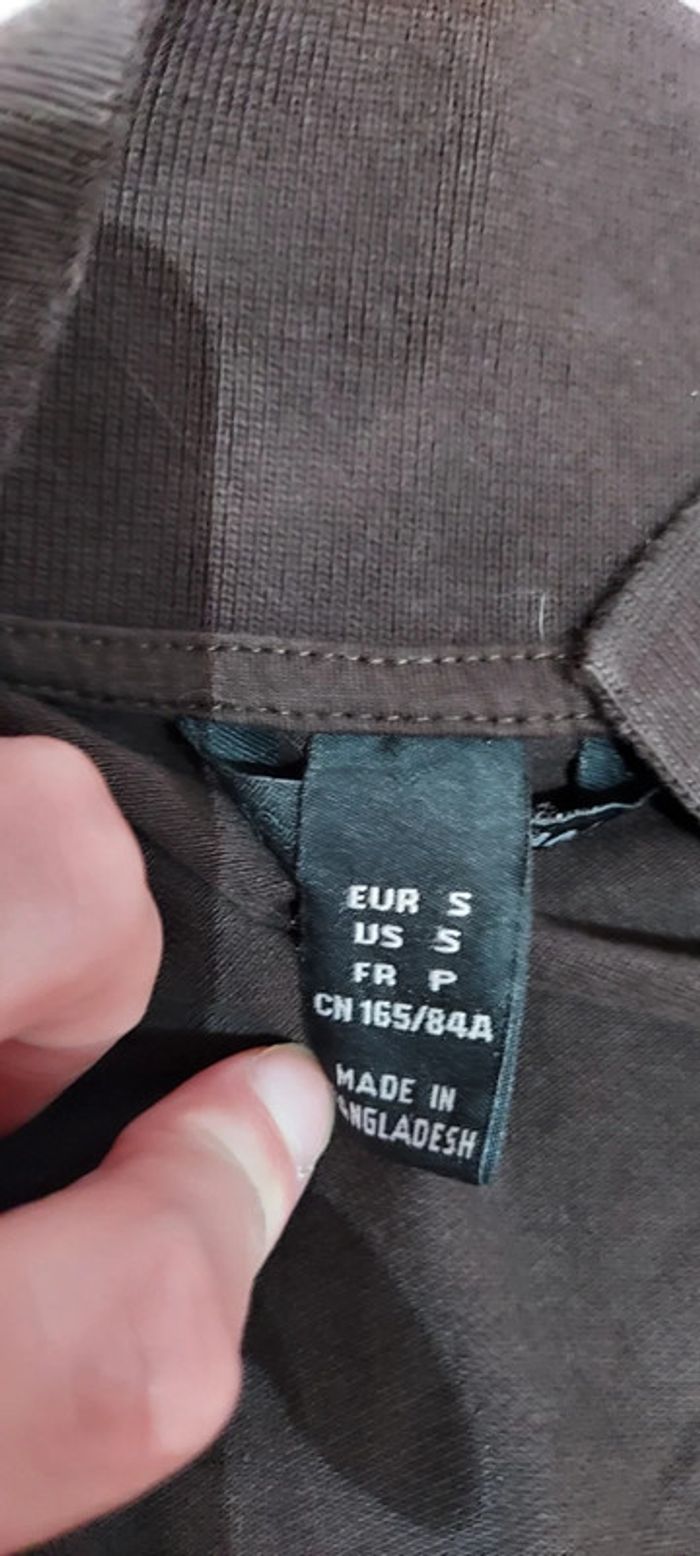 EUR S
US S
FR P
CN 165/84A
MADE IN
ANGLADESH